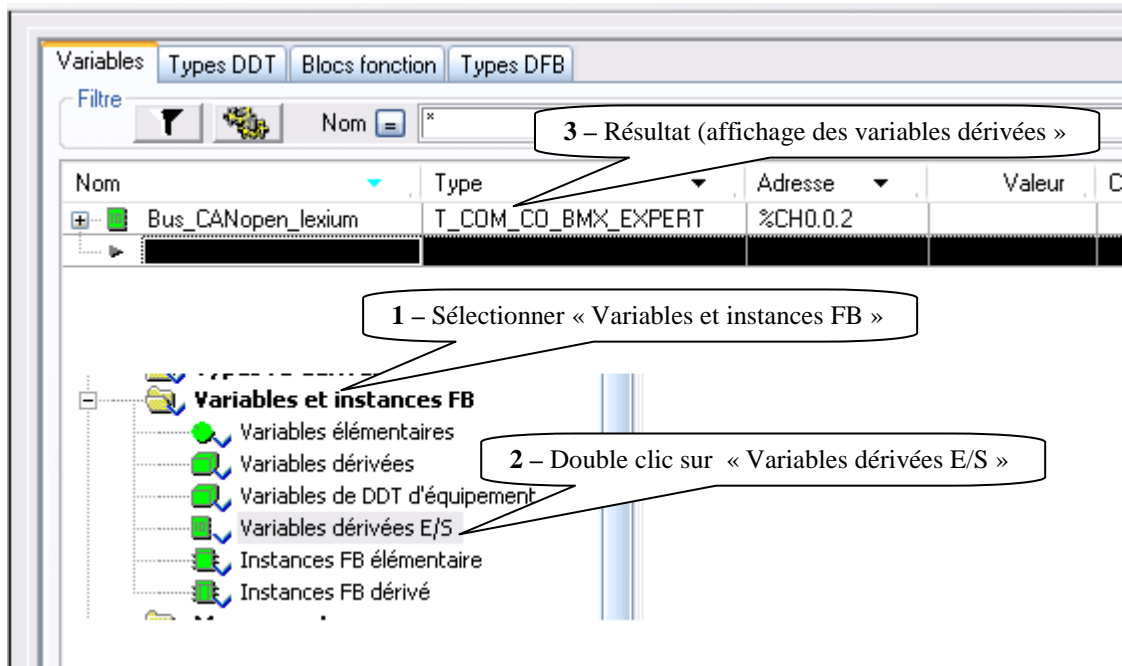 Variables Types DDT Blocs fonction Types DFB
Filtre
Nom = *
3 – Résultat (affichage des variables dérivées »
Nom Type Adresse Valeur C
Bus_CANopen_lexium T_COM_CO_BMX_EXPERT %CH0.0.2
1 – Sélectionner « Variables et instances FB »
Variables et instances FB
Variables élémentaires
Variables dérivées
2 – Double clic sur « Variables dérivées E/S »
Variables de DDT d'équipement
Variables dérivées E/S
Instances FB élémentaire
Instances FB dérivé